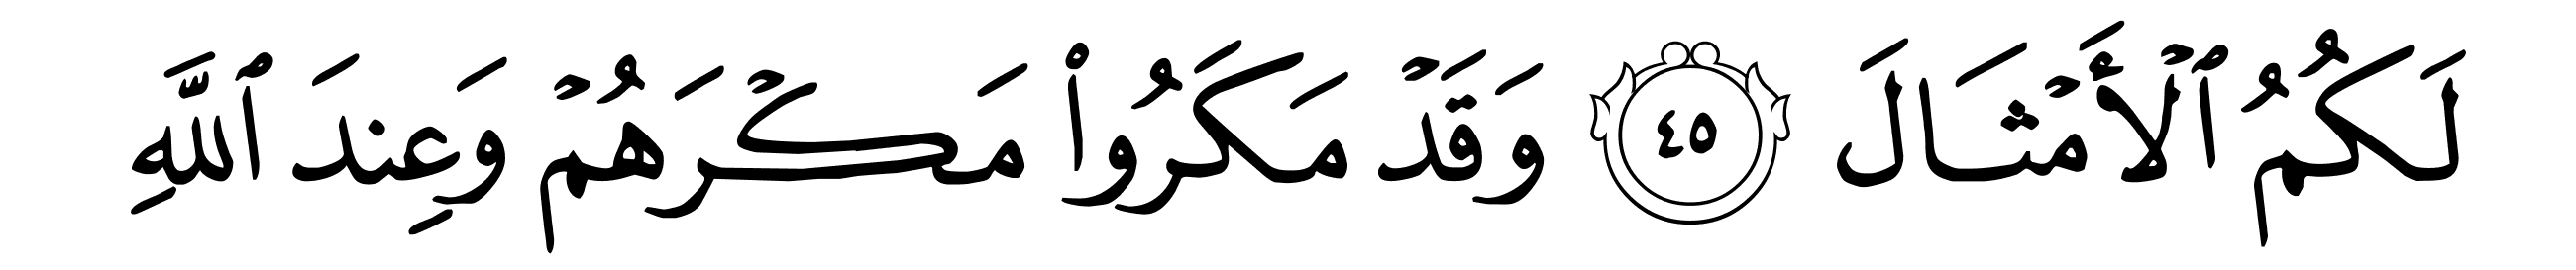 لَكُمُ ٱلۡأَمۡثَالَ ٤٥ وَقَدۡ مَكَرُواْ مَكۡرَهُمۡ وَعِندَ ٱللَّهِ